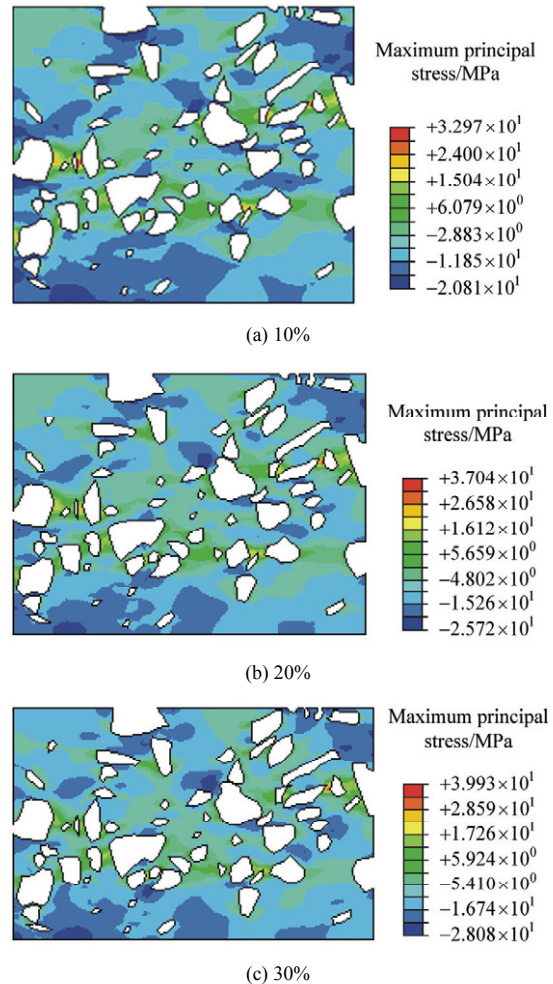 Maximum principal
stress/MPa
+3.297×10¹
+2.400×10¹
+1.504×10¹
+6.079×10⁰
−2.883×10⁰
−1.185×10¹
−2.081×10¹
(a) 10%
Maximum principal
stress/MPa
+3.704×10¹
+2.658×10¹
+1.612×10¹
+5.659×10⁰
−4.802×10⁰
−1.526×10¹
−2.572×10¹
(b) 20%
Maximum principal
stress/MPa
+3.993×10¹
+2.859×10¹
+1.726×10¹
+5.924×10⁰
−5.410×10⁰
−1.674×10¹
−2.808×10¹
(c) 30%